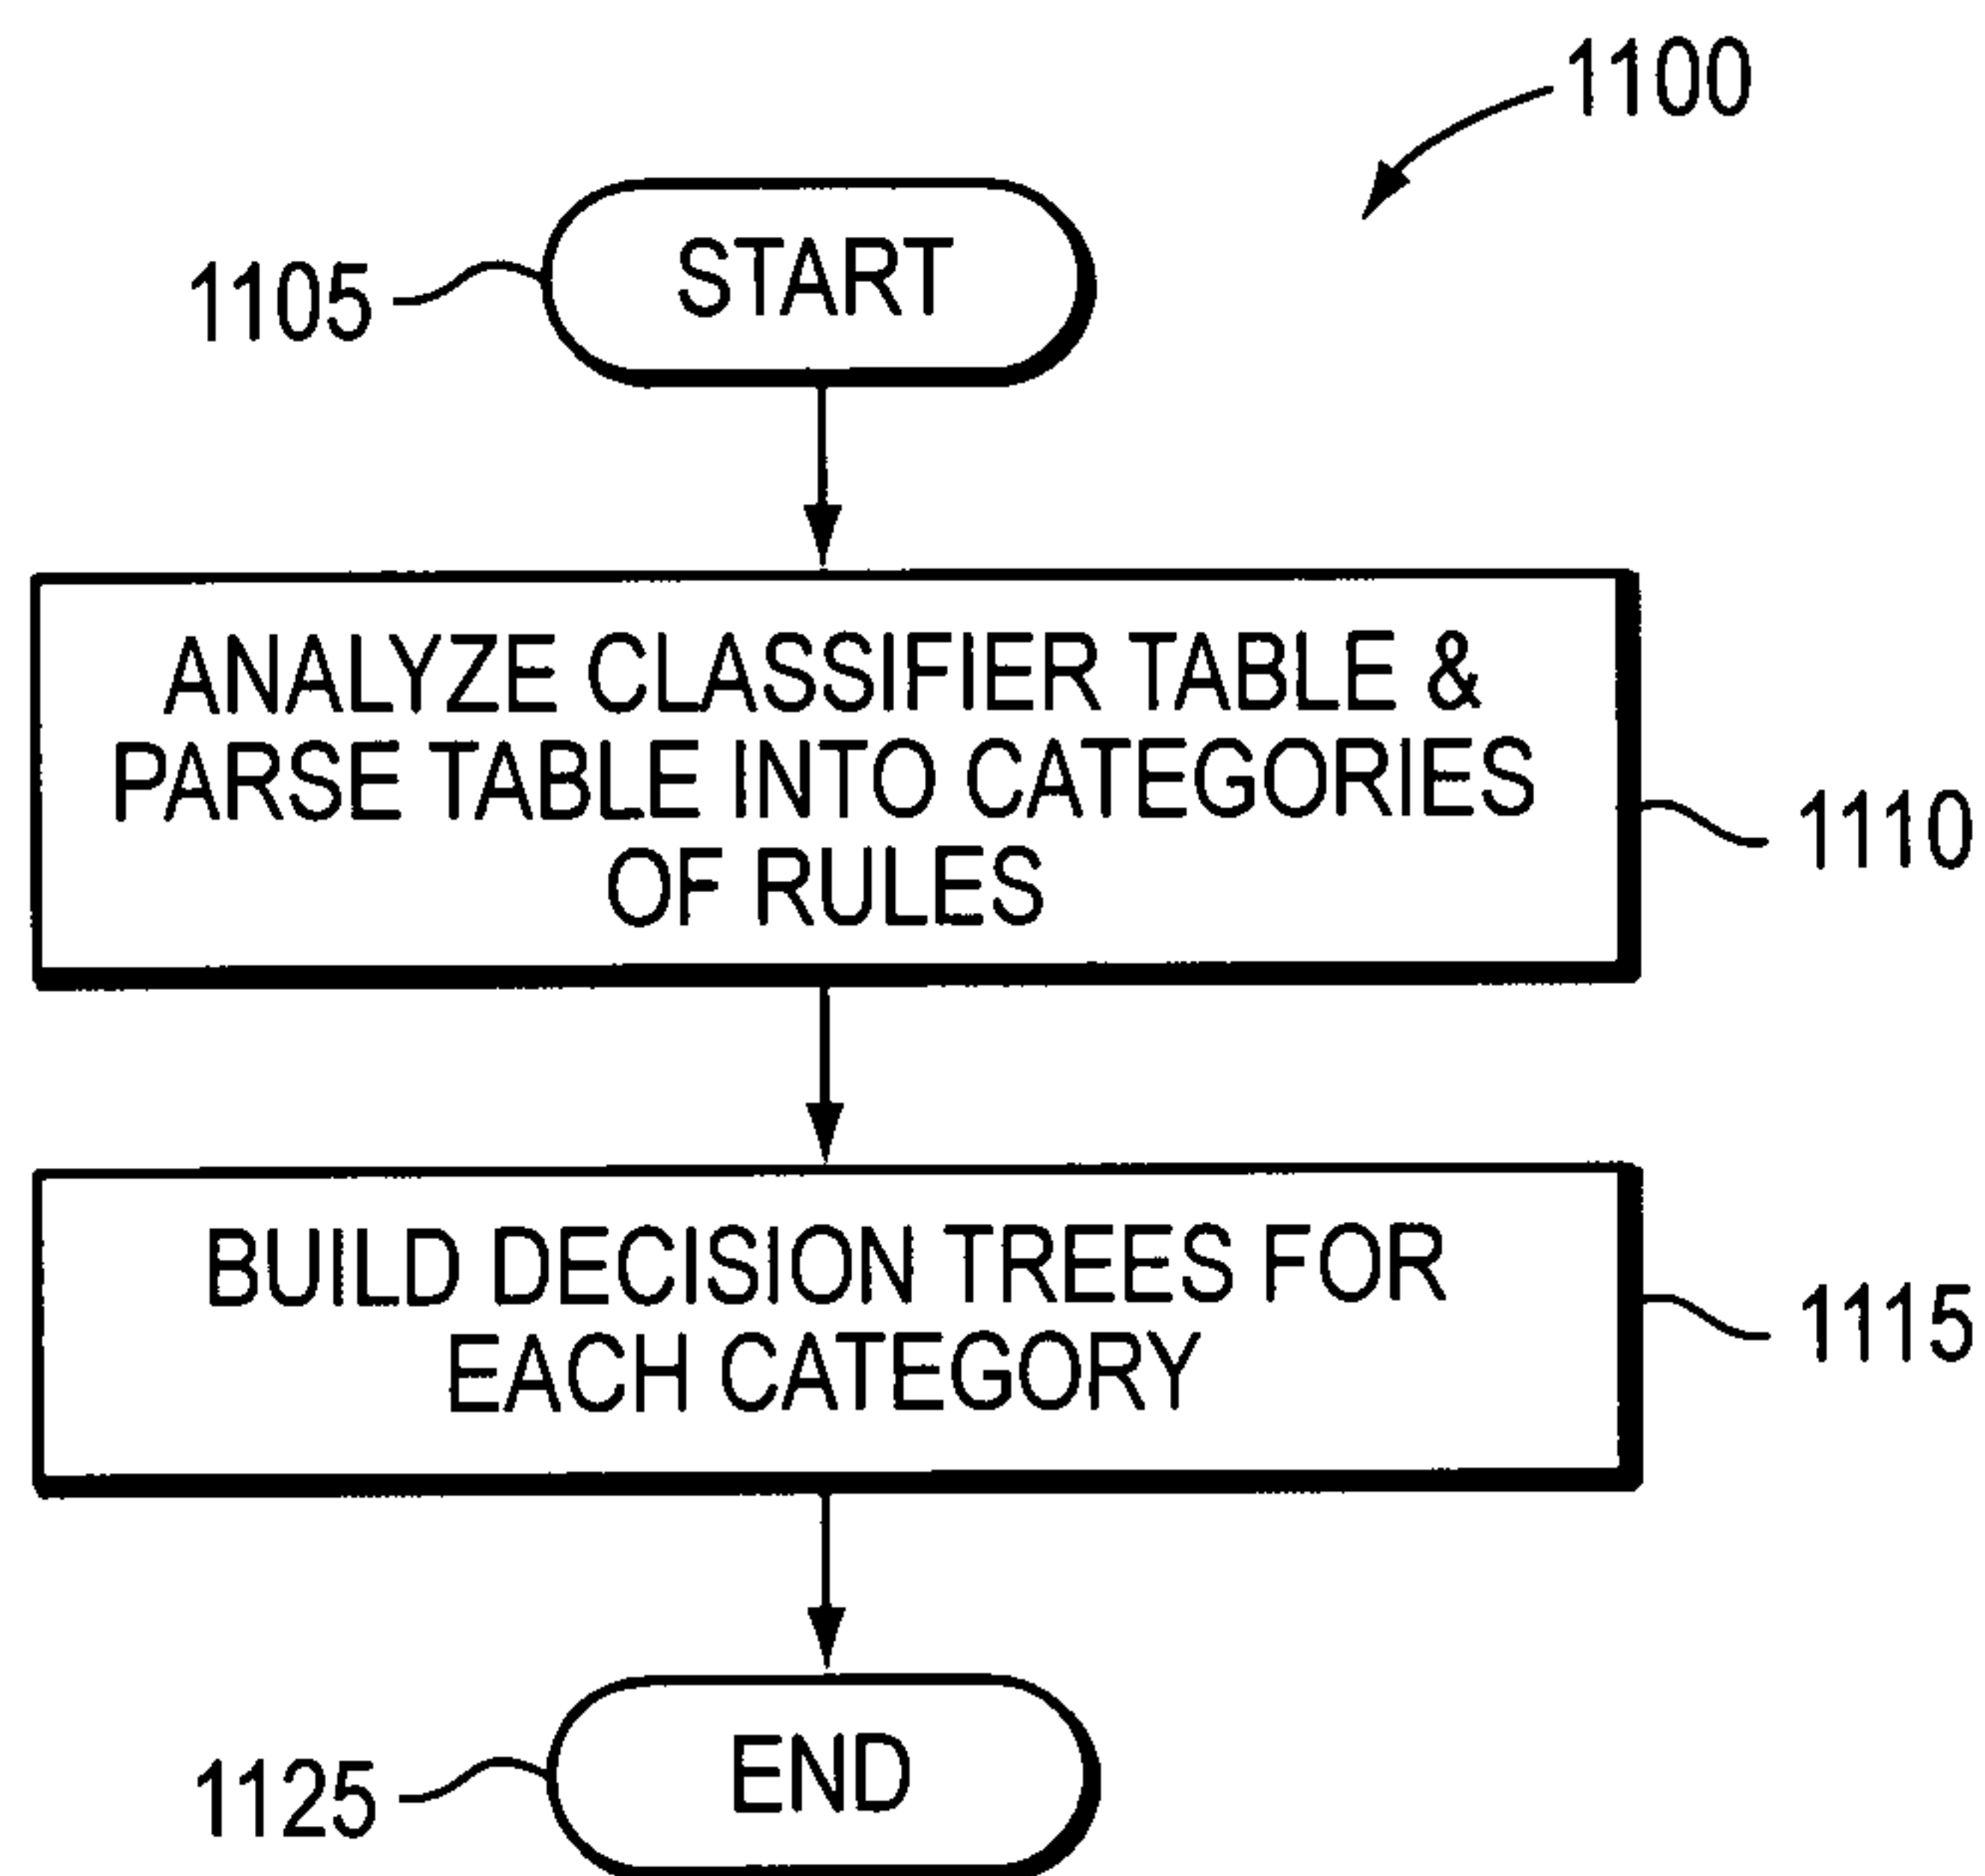 1100
1105
START
ANALYZE CLASSIFIER TABLE &
PARSE TABLE INTO CATEGORIES
OF RULES
1110
BUILD DECISION TREES FOR
EACH CATEGORY
1115
1125
END